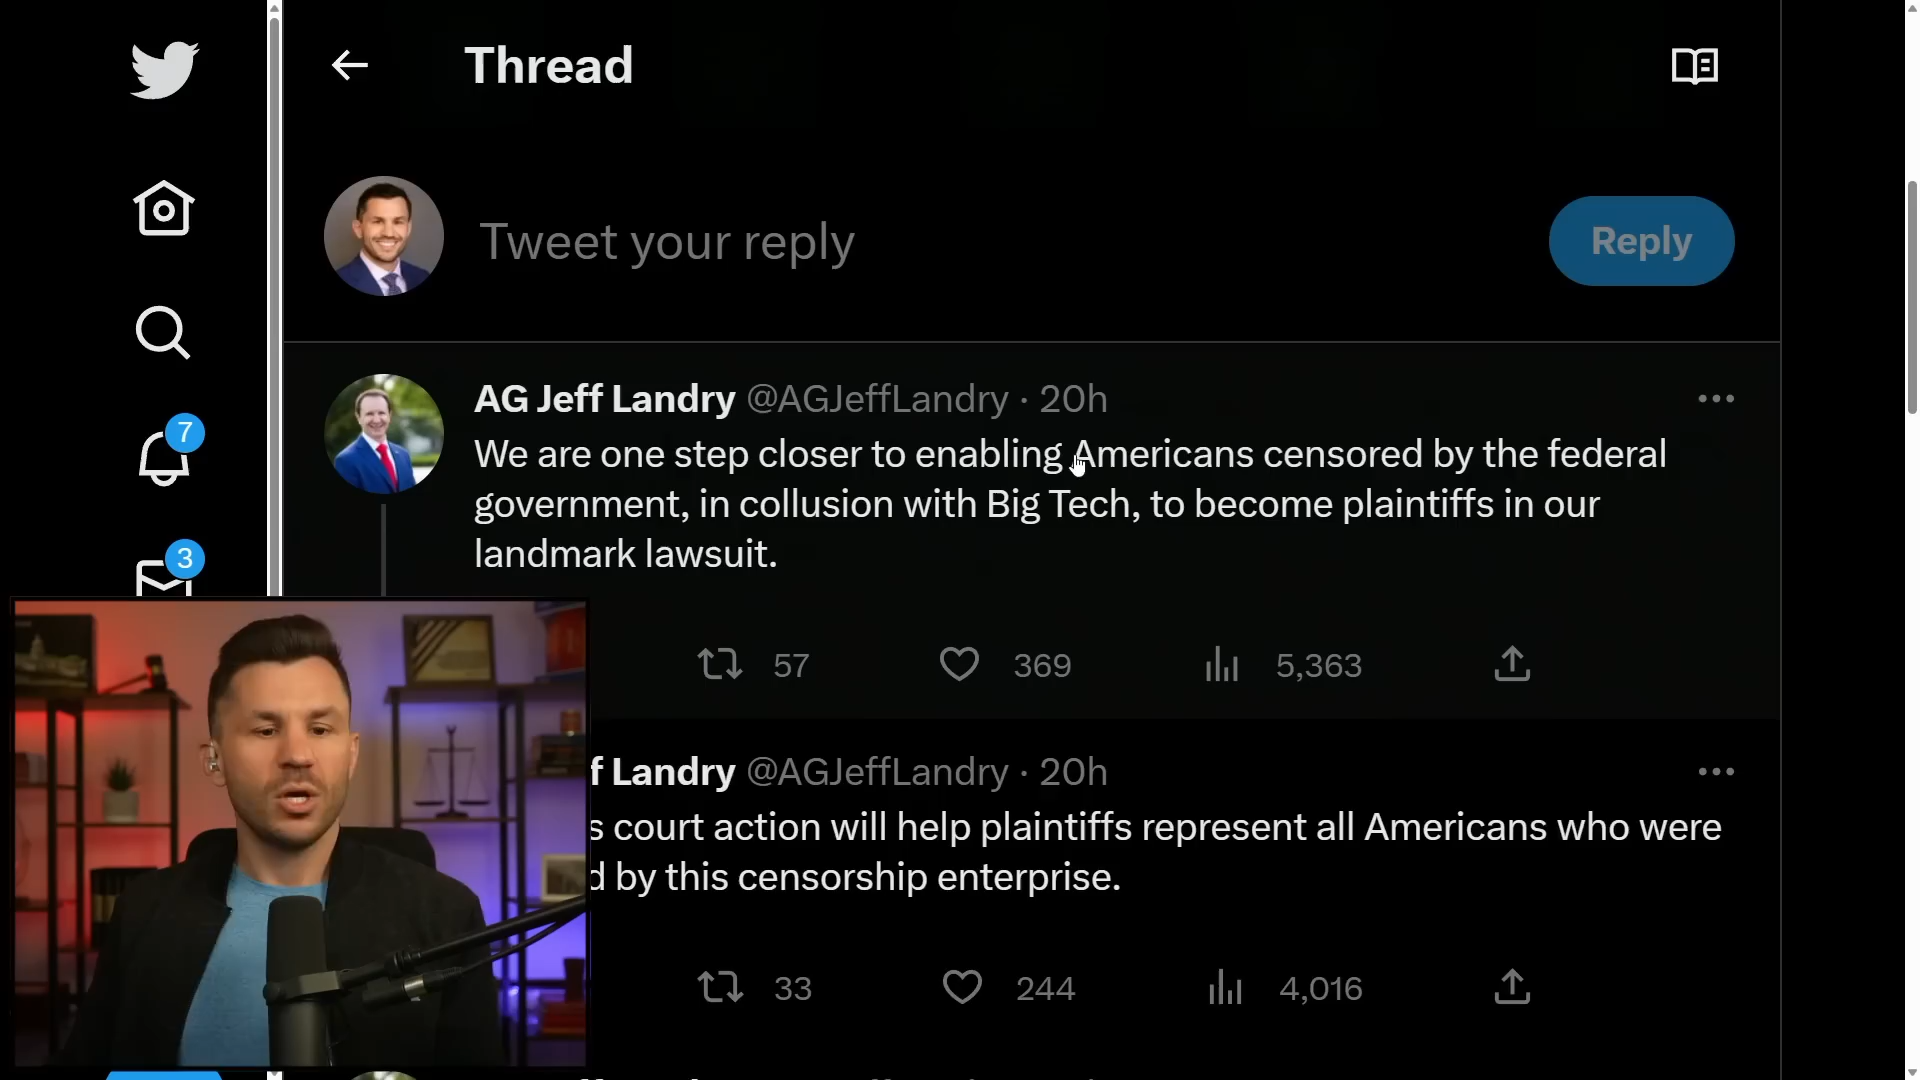 Thread
Tweet your reply
Reply
AG Jeff Landry @AGJeffLandry · 20h
We are one step closer to enabling Americans censored by the federal
government, in collusion with Big Tech, to become plaintiffs in our
landmark lawsuit.
7
3
57 369 5,363
f Landry @AGJeffLandry · 20h
s court action will help plaintiffs represent all Americans who were
d by this censorship enterprise.
33 244 4,016